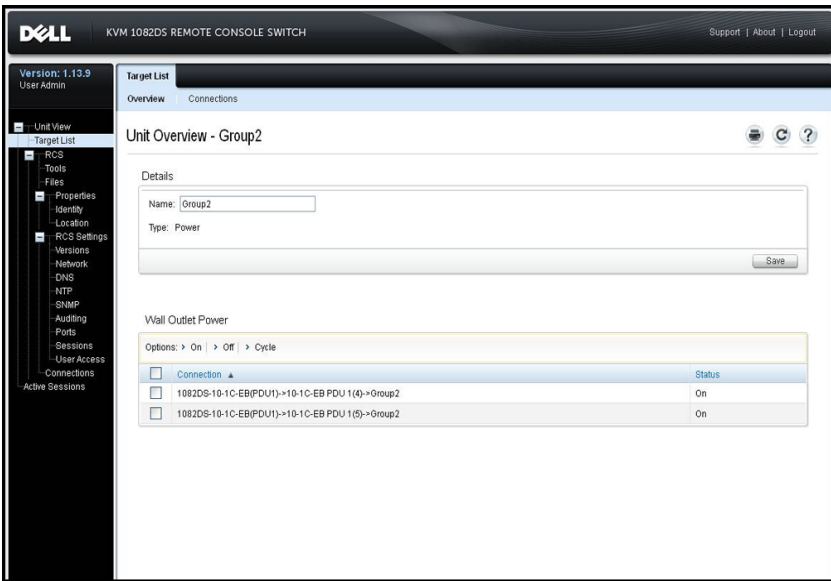 DELL
KVM 1082DS REMOTE CONSOLE SWITCH
Support | About | Logout
Version: 1.13.9
User Admin
Target List
Overview
Connections
Unit View
Target List
RCS
Tools
Files
Properties
Identity
Location
RCS Settings
Versions
Network
DNS
NTP
SNMP
Auditing
Ports
Sessions
User Access
Connections
Active Sessions
Unit Overview - Group2
?
Details
Name: Group2
Type: Power
Save
Wall Outlet Power
Options: > On | > Off | > Cycle
Connection ▲ Status
1082DS-10-1C-EB(PDU1)->10-1C-EB PDU 1(4)->Group2 On
1082DS-10-1C-EB(PDU1)->10-1C-EB PDU 1(5)->Group2 On